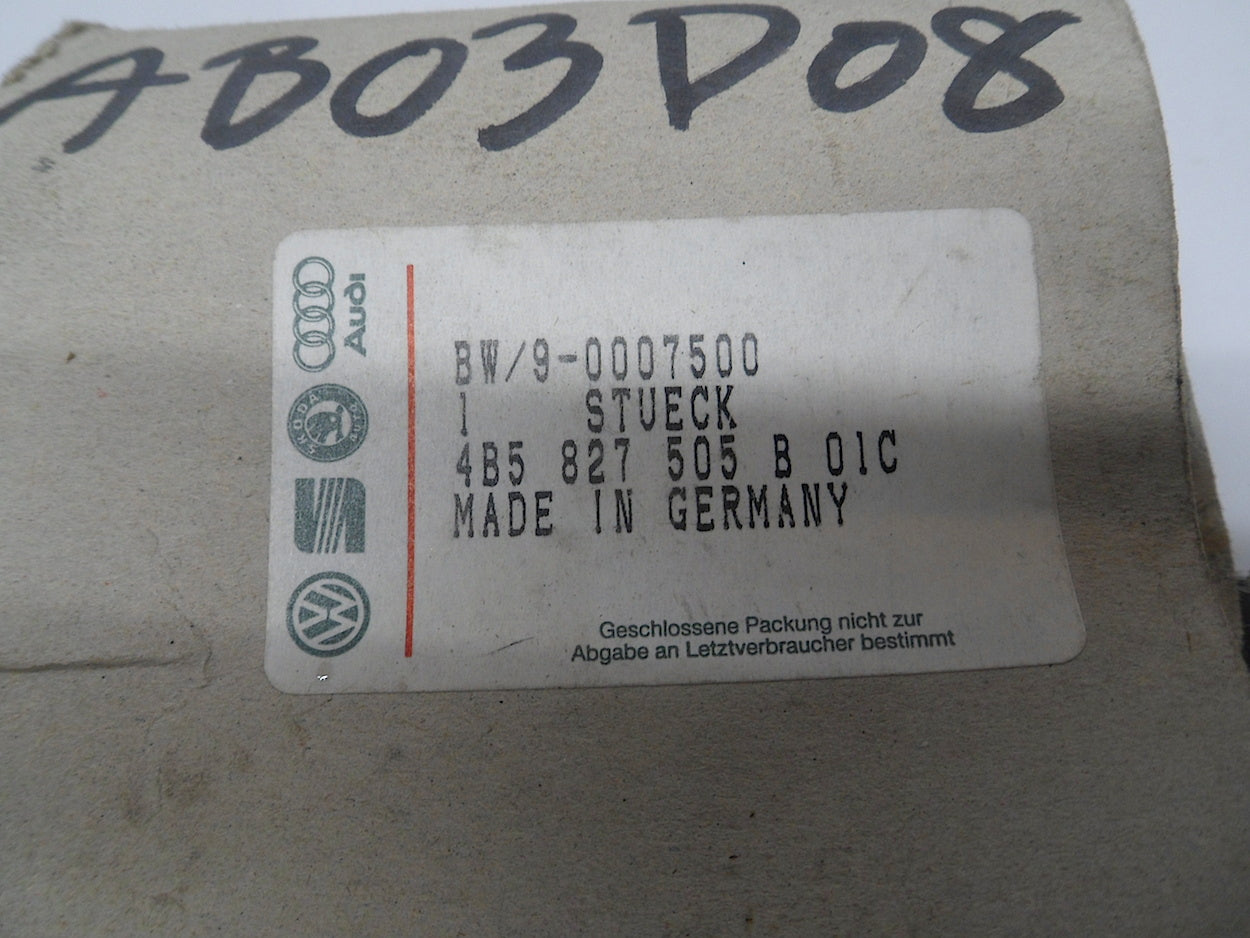 AB03D08
Audi
SKODA
BW/9-0007500
1 STUECK
4B5 827 505 B 01C
MADE IN GERMANY
Geschlossene Packung nicht zur
Abgabe an Letztverbraucher bestimmt